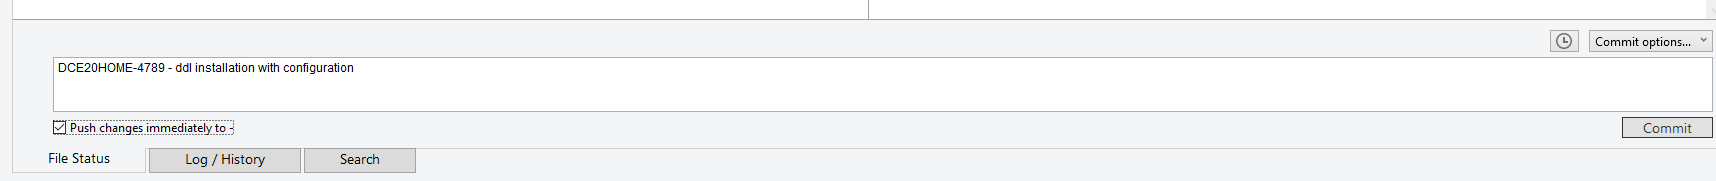 Commit options...
DCE20HOME-4789 - ddl installation with configuration
Push changes immediately to -
Commit
File Status
Log / History
Search